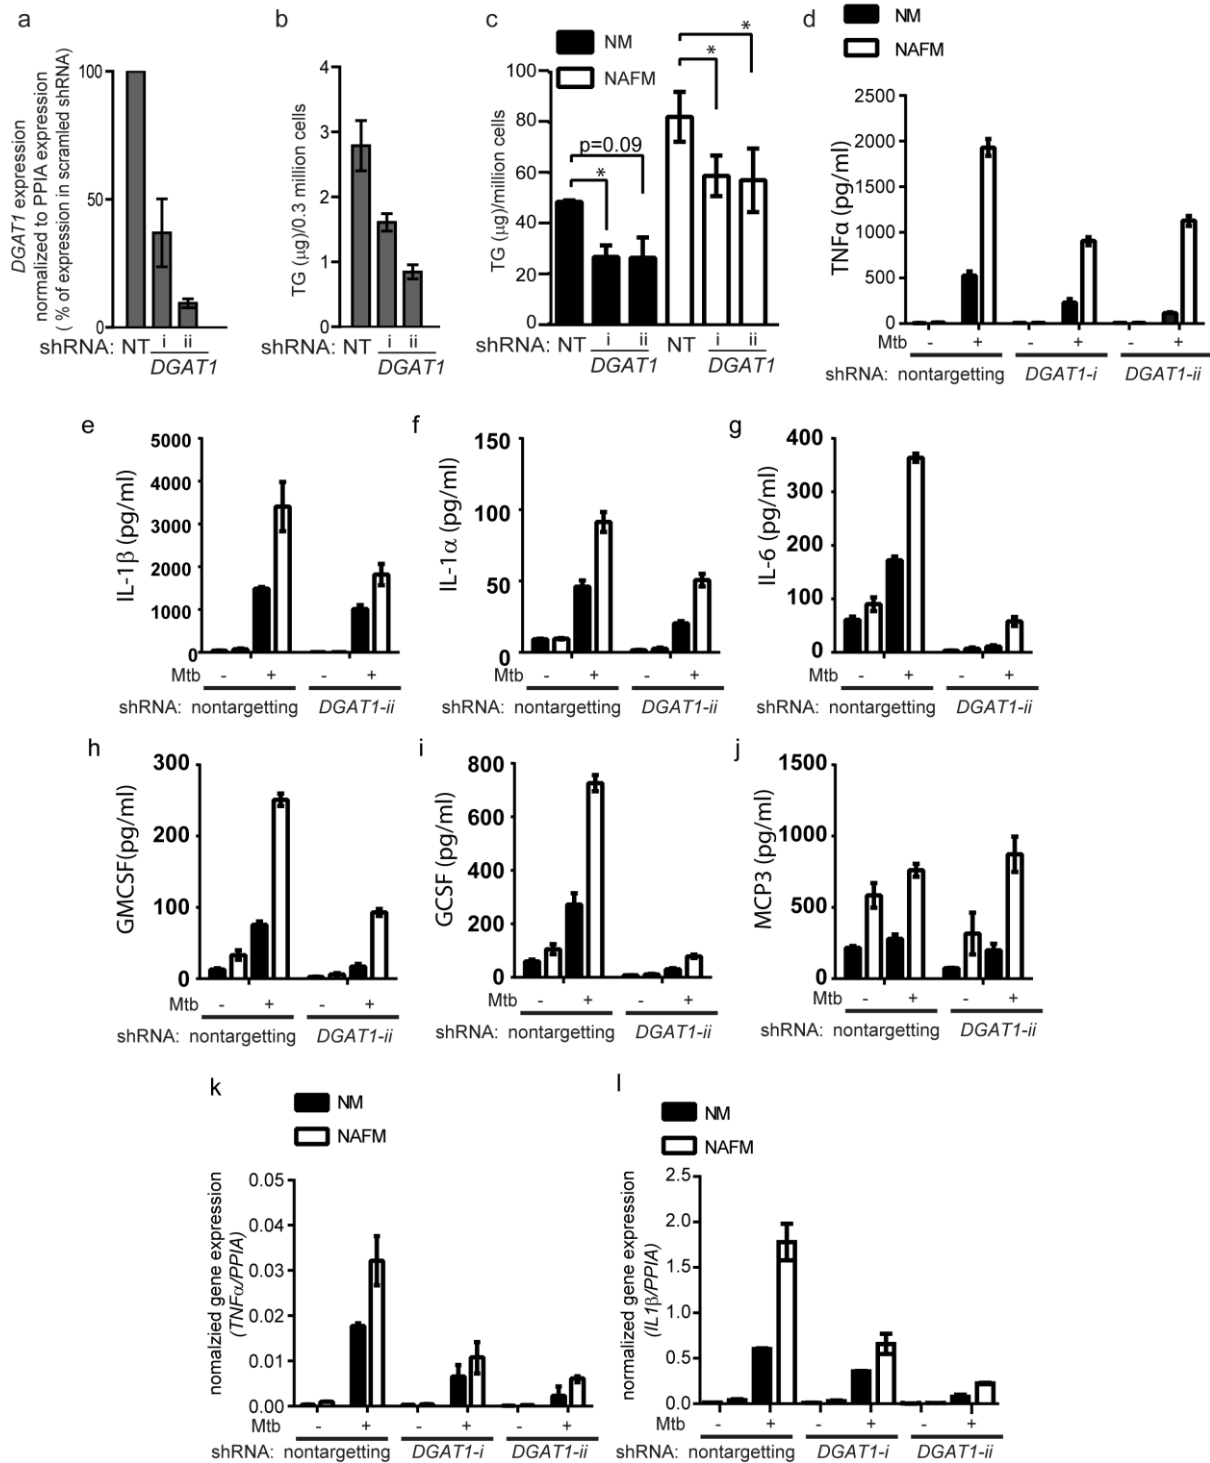 a
DGAT1 expression
normalized to PPIA expression
( % of expression in scramled shRNA)
100
50
0
shRNA: NT i ii
DGAT1
b
TG (μg)/0.3 million cells
4
3
2
1
0
shRNA: NT i ii
DGAT1
c
NM
NAFM
TG (μg)/million cells
100
80
60
40
20
0
p=0.09
*
*
*
shRNA: NT i ii NT i ii
DGAT1 DGAT1
d
NM
NAFM
TNFα (pg/ml)
2500
2000
1500
1000
500
0
Mtb - + - + - +
shRNA: nontargetting DGAT1-i DGAT1-ii
e
IL-1β (pg/ml)
5000
4000
3000
2000
1000
0
Mtb - + - +
shRNA: nontargetting DGAT1-ii
f
IL-1α (pg/ml)
150
100
50
0
Mtb - + - +
shRNA: nontargetting DGAT1-ii
g
IL-6 (pg/ml)
400
300
200
100
0
Mtb - + - +
shRNA: nontargetting DGAT1-ii
h
GMCSF(pg/ml)
300
200
100
0
Mtb - + - +
shRNA: nontargetting DGAT1-ii
i
GCSF (pg/ml)
800
600
400
200
0
Mtb - + - +
shRNA: nontargetting DGAT1-ii
j
MCP3 (pg/ml)
1500
1000
500
0
Mtb - + - +
shRNA: nontargetting DGAT1-ii
k
NM
NAFM
nomalzied gene expression
(TNFα/PPIA)
0.05
0.04
0.03
0.02
0.01
0.00
Mtb - + - + - +
shRNA: nontargetting DGAT1-i DGAT1-ii
l
NM
NAFM
normalized gene expression
(IL1β/PPIA)
2.5
2.0
1.5
1.0
0.5
0.0
Mtb - + - + - +
shRNA: nontargetting DGAT1-i DGAT1-ii